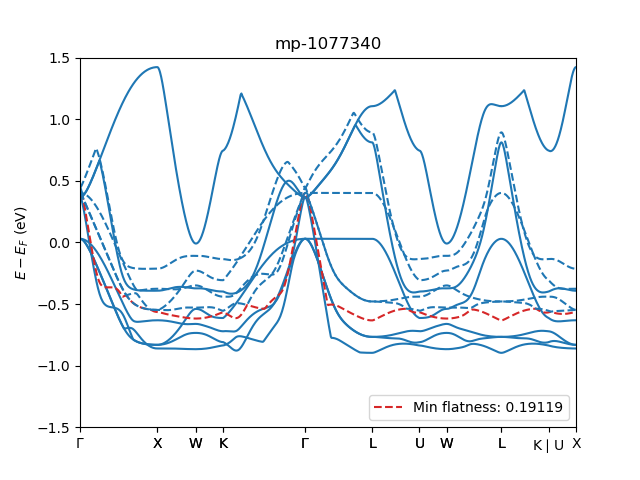 mp-1077340
E − E_F (eV)
1.5
1.0
0.5
0.0
−0.5
−1.0
−1.5
Min flatness: 0.19119
Γ X W K Γ L U W L K | U X